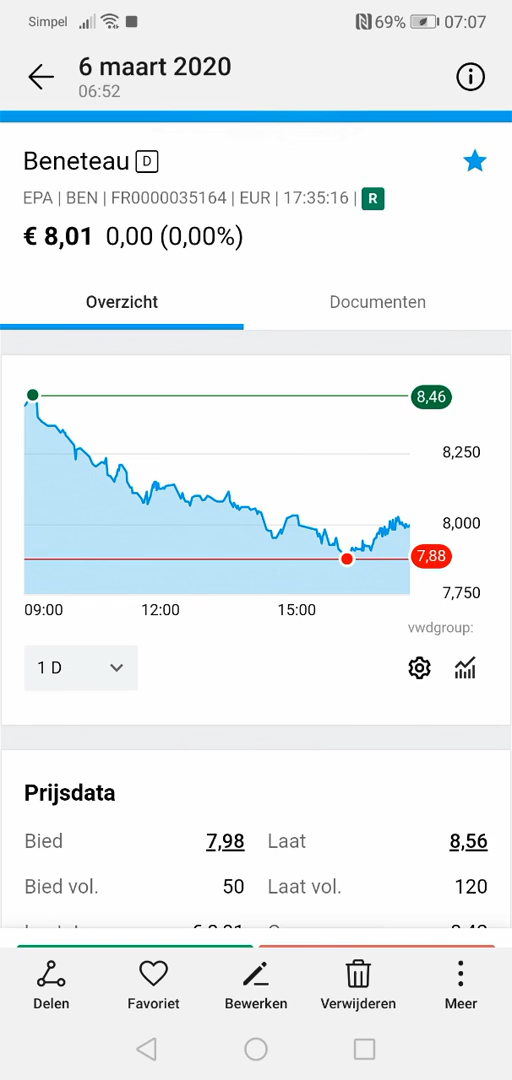 Simpel 69% 07:07
6 maart 2020
06:52
Beneteau D
EPA | BEN | FR0000035164 | EUR | 17:35:16 | R
€ 8,01 0,00 (0,00%)
Overzicht Documenten
8,46
8,250
8,000
7,88
7,750
09:00 12:00 15:00
vwdgroup:
1 D
Prijsdata
Bied 7,98 Laat 8,56
Bied vol. 50 Laat vol. 120
Delen Favoriet Bewerken Verwijderen Meer